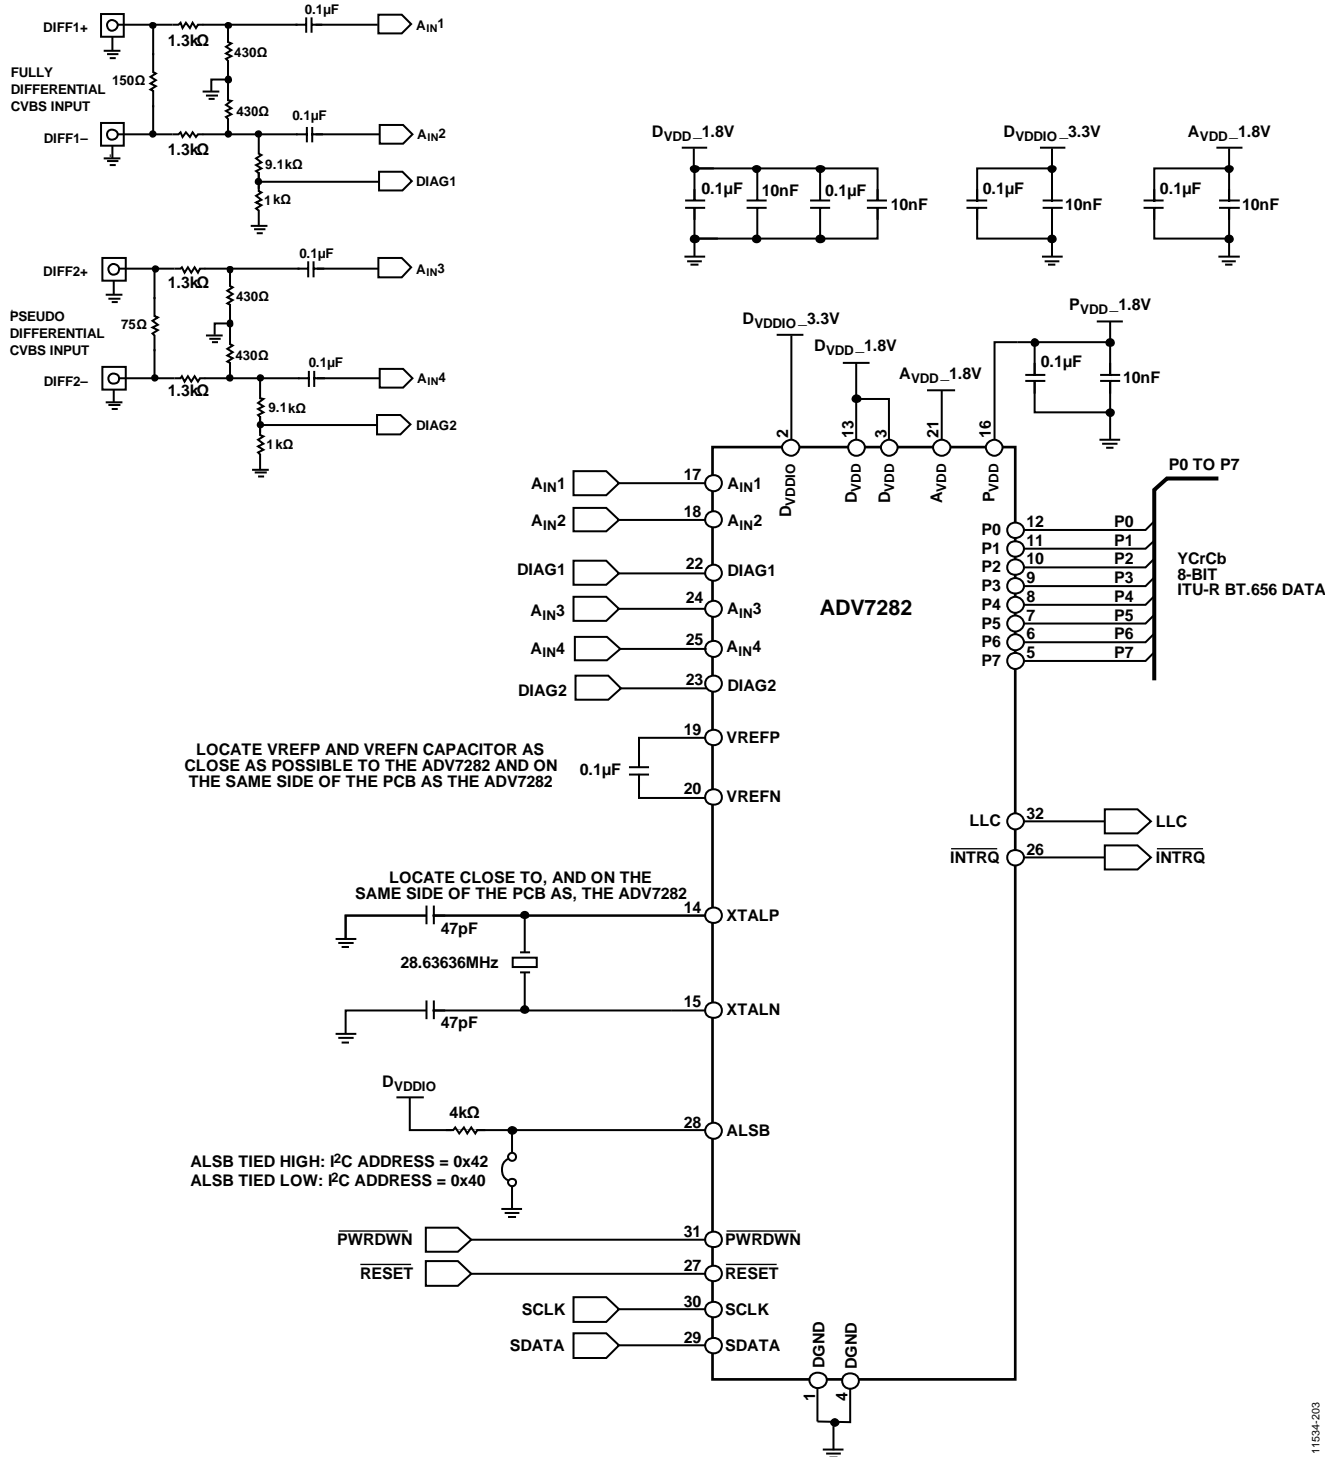 DIFF1+
0.1µF
AIN1
1.3kΩ
430Ω
FULLY
DIFFERENTIAL
CVBS INPUT
150Ω
430Ω
0.1µF
DIFF1–
AIN2
1.3kΩ
9.1kΩ
DIAG1
1kΩ
DIFF2+
0.1µF
AIN3
1.3kΩ
430Ω
PSEUDO
DIFFERENTIAL
CVBS INPUT
75Ω
430Ω
0.1µF
DIFF2–
AIN4
1.3kΩ
9.1kΩ
DIAG2
1kΩ
DVDD_1.8V
0.1µF
10nF
0.1µF
10nF
DVDDIO_3.3V
0.1µF
10nF
AVDD_1.8V
0.1µF
10nF
DVDDIO_3.3V
DVDD_1.8V
AVDD_1.8V
PVDD_1.8V
0.1µF
10nF
2
13
3
21
16
DVDDIO
DVDD
DVDD
AVDD
PVDD
AIN1
17
AIN1
AIN2
18
AIN2
DIAG1
22
DIAG1
AIN3
24
AIN3
AIN4
25
AIN4
DIAG2
23
DIAG2
ADV7282
P0 TO P7
P0
12
P0
P1
11
P1
P2
10
P2
P3
9
P3
P4
8
P4
P5
7
P5
P6
6
P6
P7
5
P7
YCrCb
8-BIT
ITU-R BT.656 DATA
LOCATE VREFP AND VREFN CAPACITOR AS
CLOSE AS POSSIBLE TO THE ADV7282 AND ON
THE SAME SIDE OF THE PCB AS THE ADV7282
0.1µF
19
VREFP
20
VREFN
LLC
32
LLC
INTRQ
26
INTRQ
LOCATE CLOSE TO, AND ON THE
SAME SIDE OF THE PCB AS, THE ADV7282
47pF
14
XTALP
28.63636MHz
47pF
15
XTALN
DVDDIO
4kΩ
28
ALSB
ALSB TIED HIGH: I2C ADDRESS = 0x42
ALSB TIED LOW: I2C ADDRESS = 0x40
PWRDWN
31
PWRDWN
RESET
27
RESET
SCLK
30
SCLK
SDATA
29
SDATA
DGND
DGND
1
4
11534-203